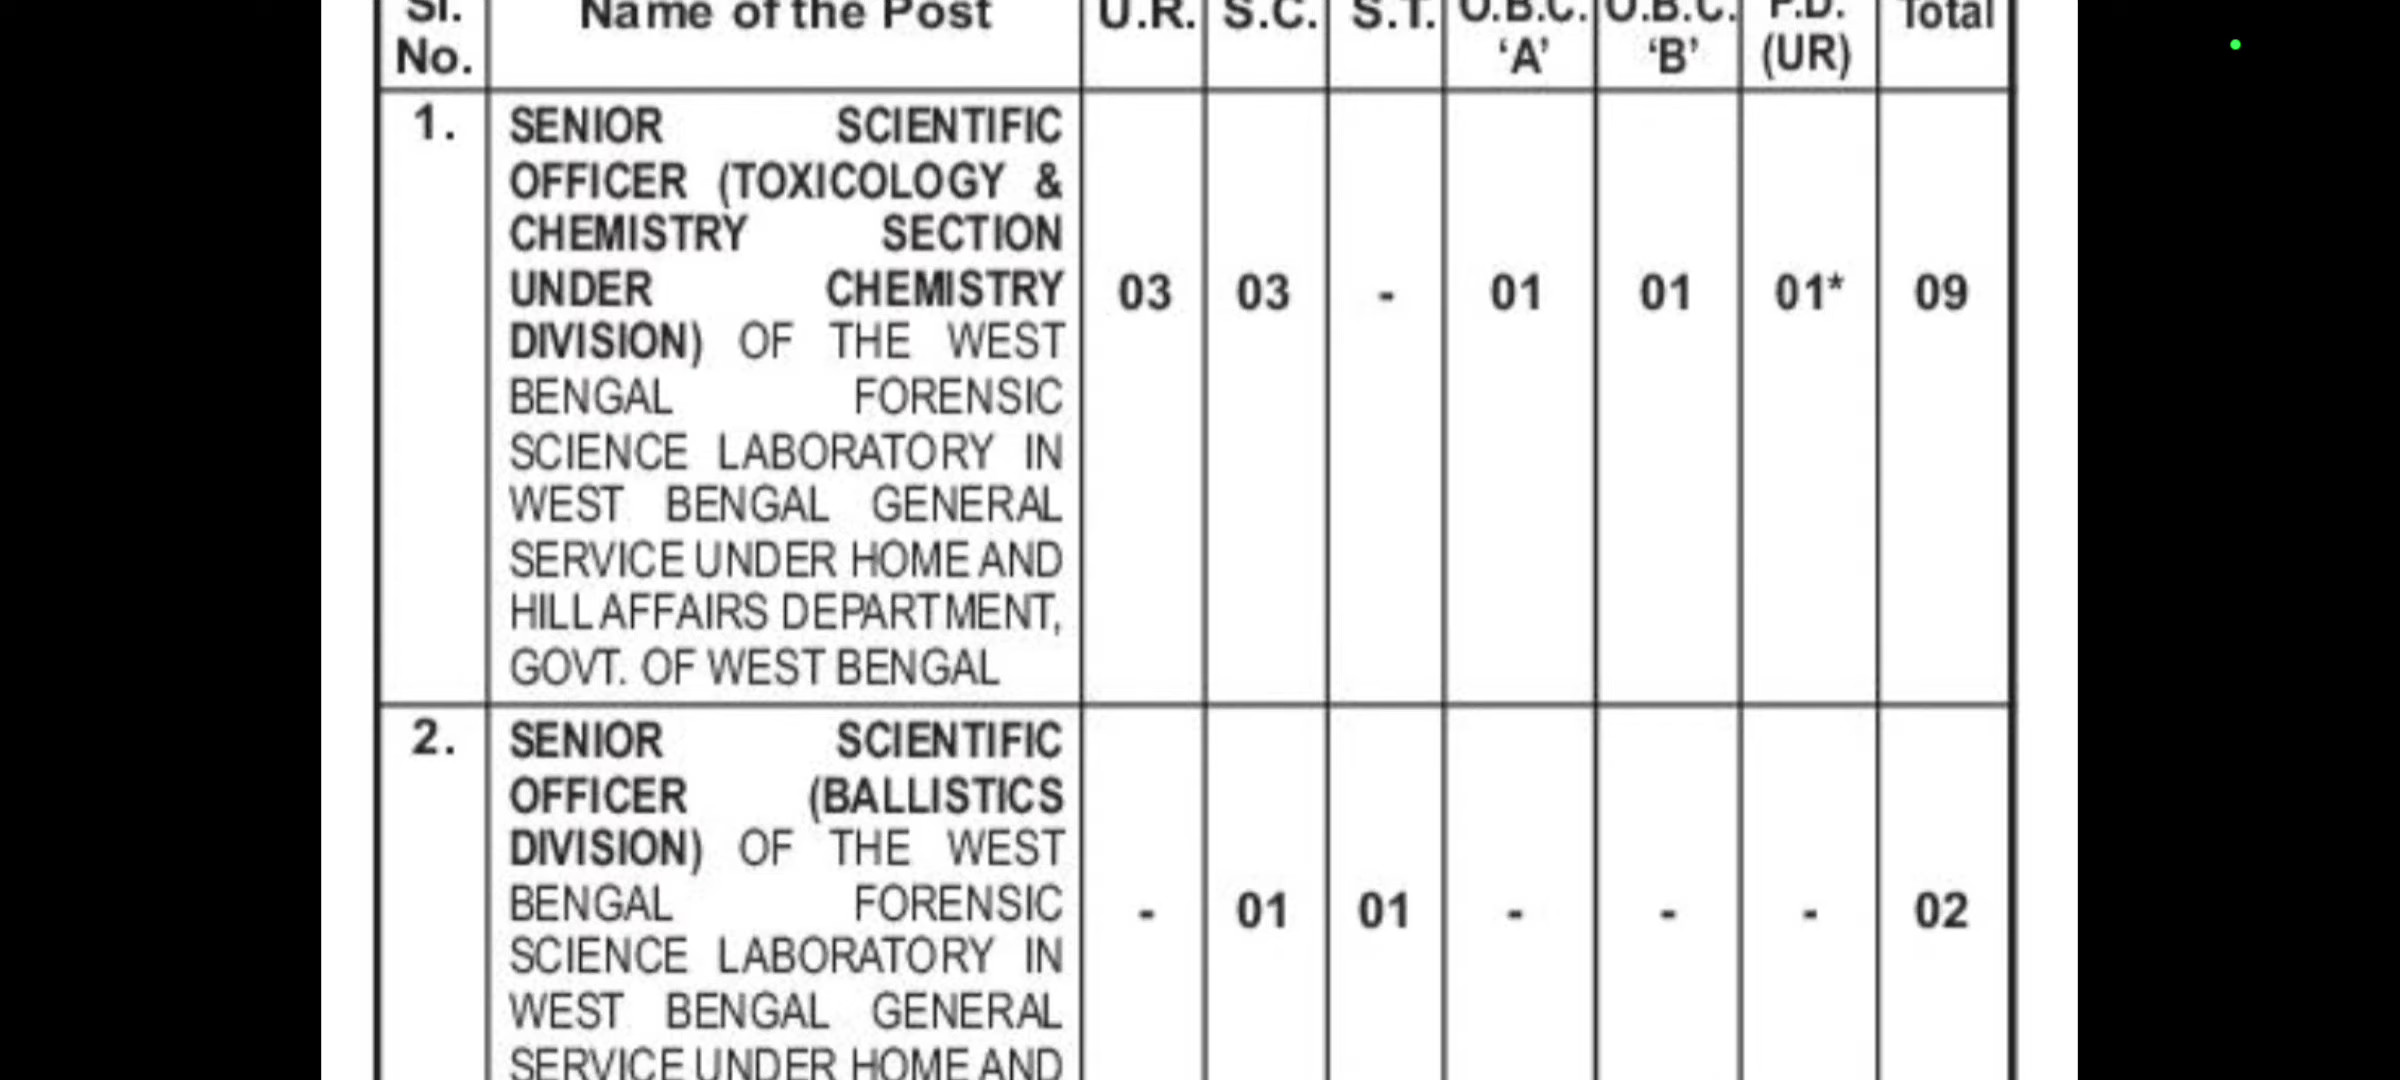 Sl. Name of the Post U.R. S.C. S.T. O.B.C. O.B.C. P.D. Total
No. ‘A’ ‘B’ (UR)
1. SENIOR SCIENTIFIC
OFFICER (TOXICOLOGY &
CHEMISTRY SECTION
UNDER CHEMISTRY 03 03 - 01 01 01* 09
DIVISION) OF THE WEST
BENGAL FORENSIC
SCIENCE LABORATORY IN
WEST BENGAL GENERAL
SERVICE UNDER HOME AND
HILL AFFAIRS DEPARTMENT,
GOVT. OF WEST BENGAL
2. SENIOR SCIENTIFIC
OFFICER (BALLISTICS
DIVISION) OF THE WEST
BENGAL FORENSIC - 01 01 - - - 02
SCIENCE LABORATORY IN
WEST BENGAL GENERAL
SERVICE UNDER HOME AND